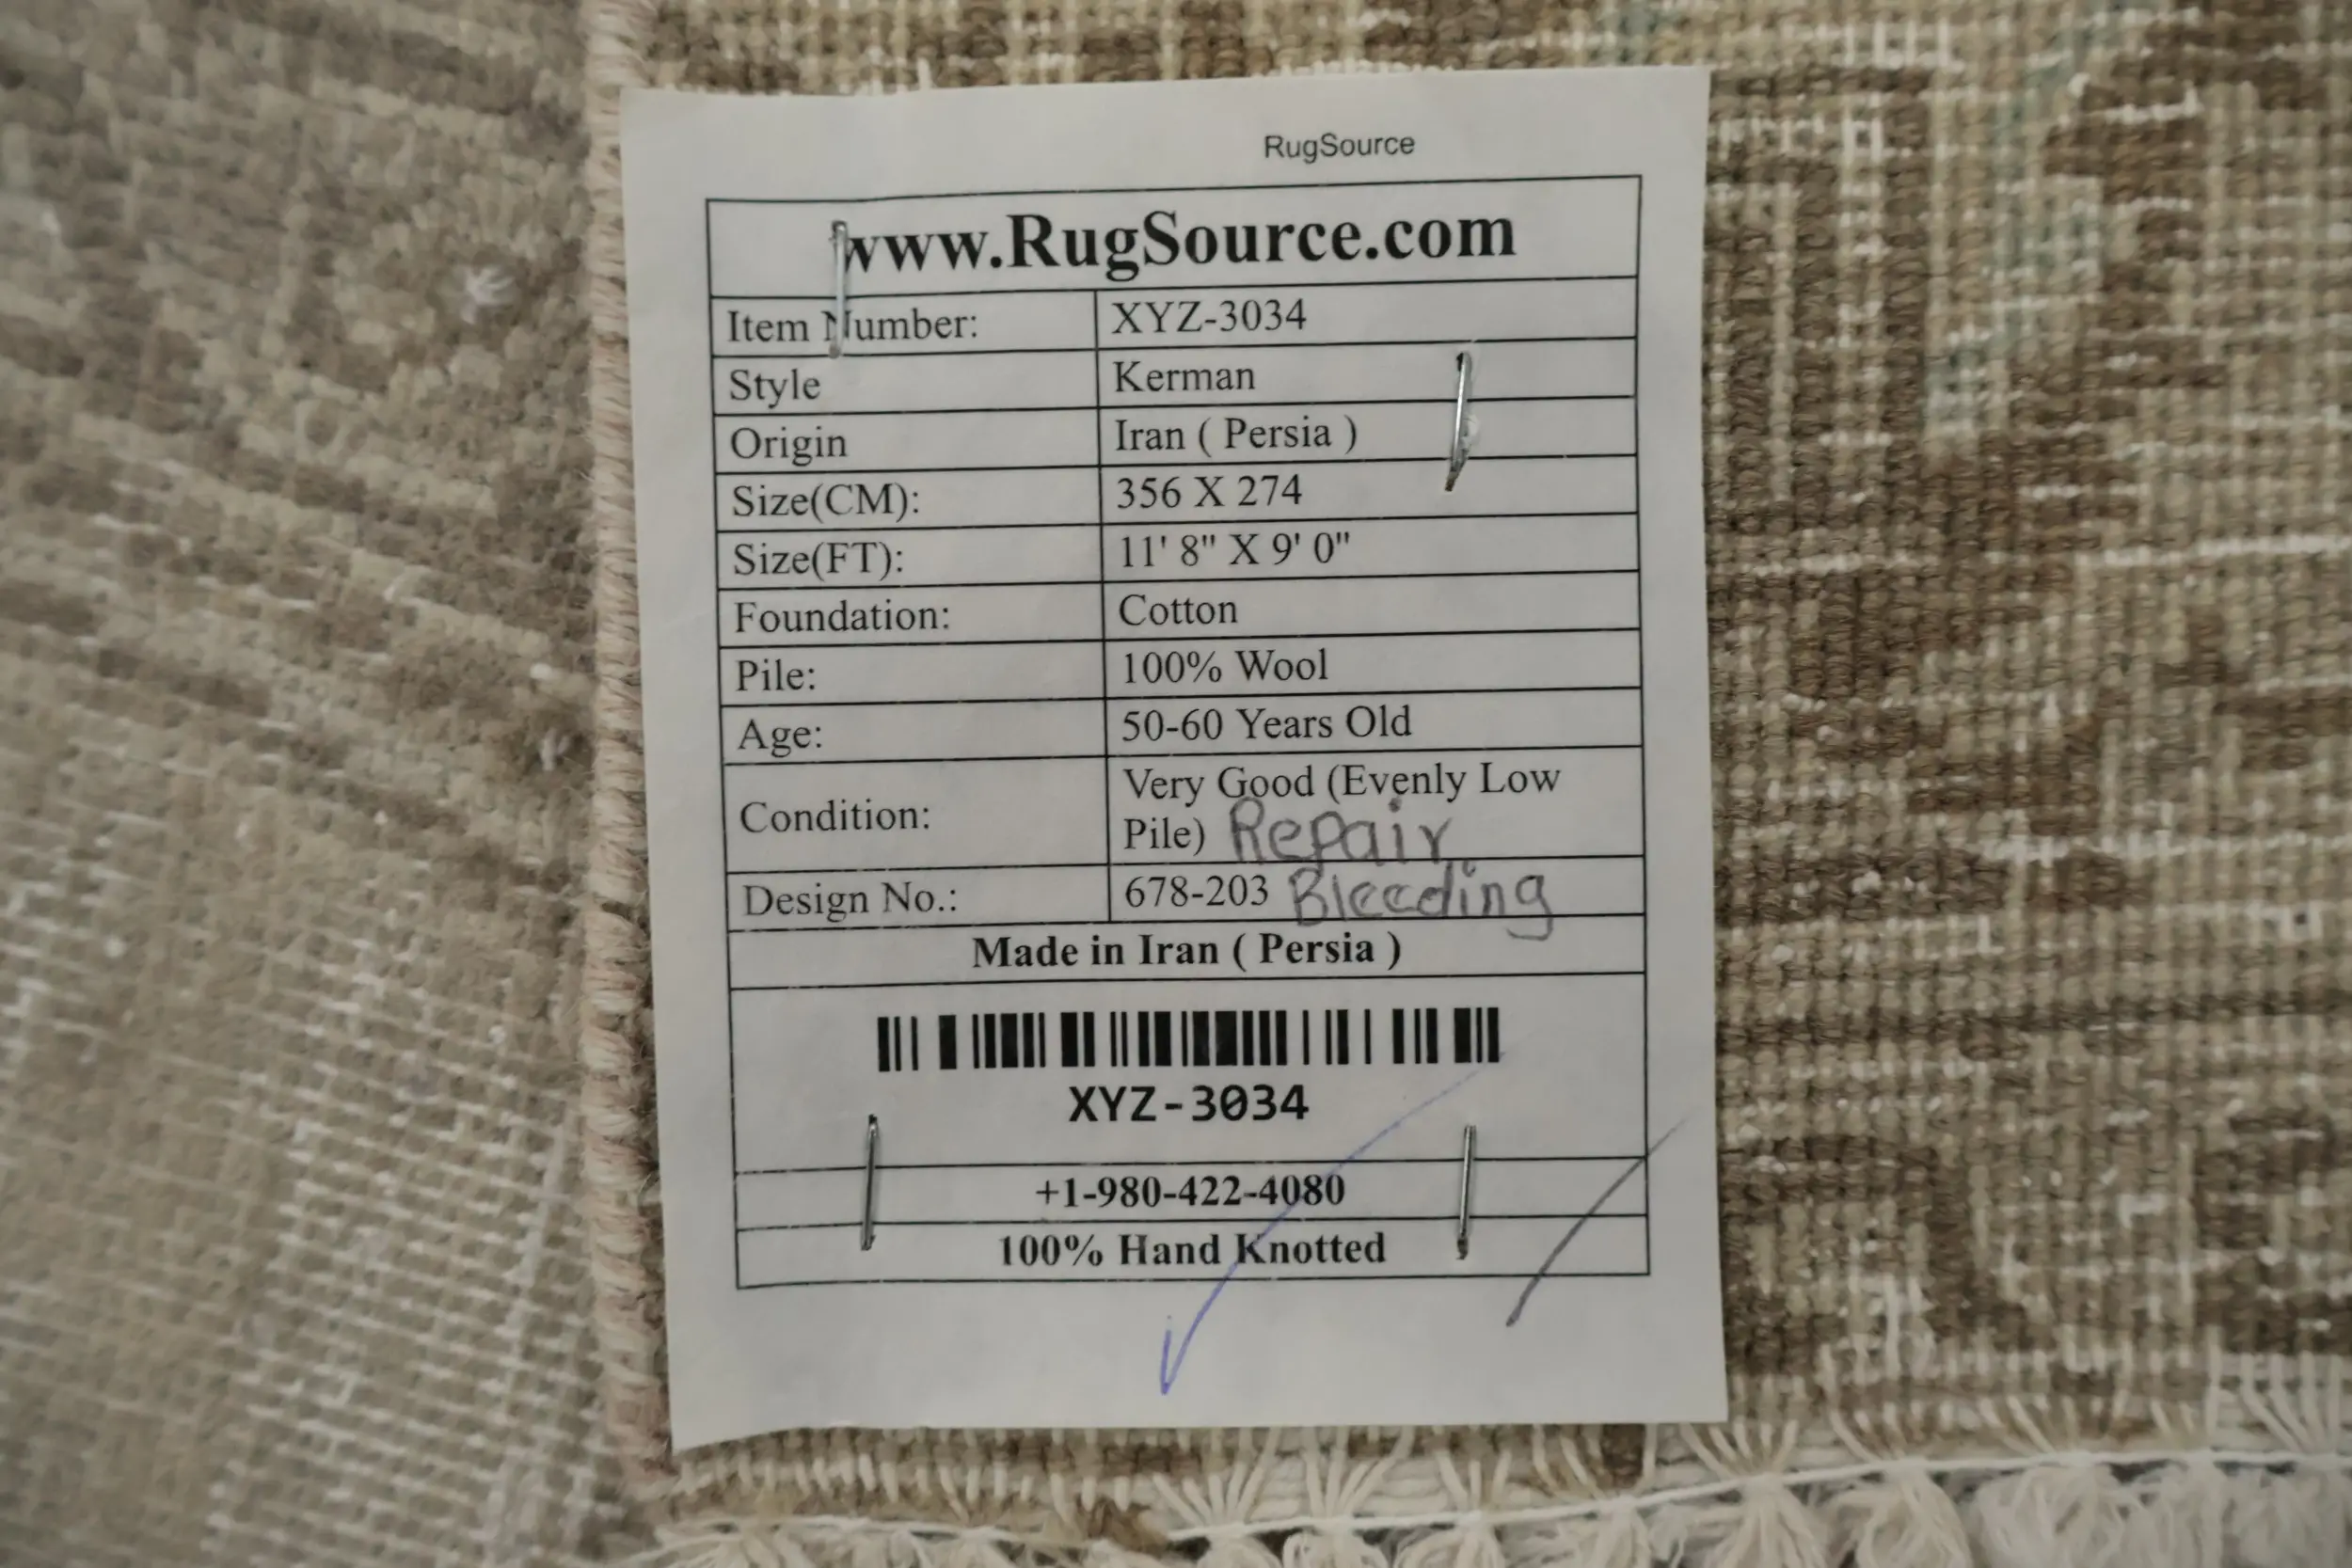 RugSource
www.RugSource.com
Item Number: XYZ-3034
Style Kerman
Origin Iran ( Persia )
Size(CM): 356 X 274
Size(FT): 11' 8" X 9' 0"
Foundation: Cotton
Pile: 100% Wool
Age: 50-60 Years Old
Condition: Very Good (Evenly Low
Pile) Repair
Design No.: 678-203 Bleeding
Made in Iran ( Persia )
XYZ-3034
+1-980-422-4080
100% Hand Knotted